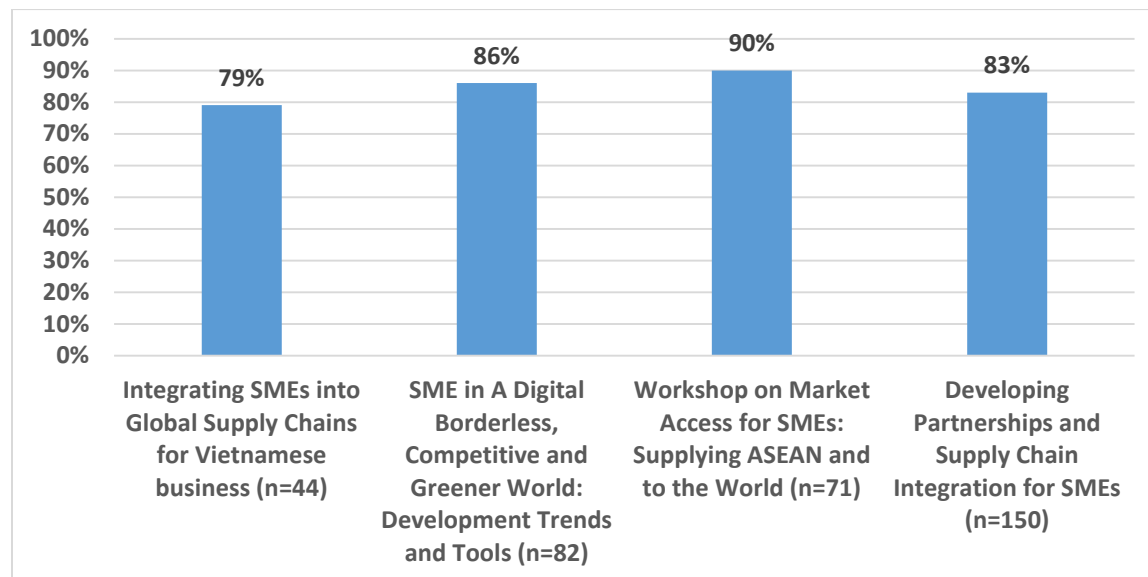 100%
90%
80%
70%
60%
50%
40%
30%
20%
10%
0%
79%
86%
90%
83%
Integrating SMEs into
Global Supply Chains
for Vietnamese
business (n=44)
SME in A Digital
Borderless,
Competitive and
Greener World:
Development Trends
and Tools (n=82)
Workshop on Market
Access for SMEs:
Supplying ASEAN and
to the World (n=71)
Developing
Partnerships and
Supply Chain
Integration for SMEs
(n=150)